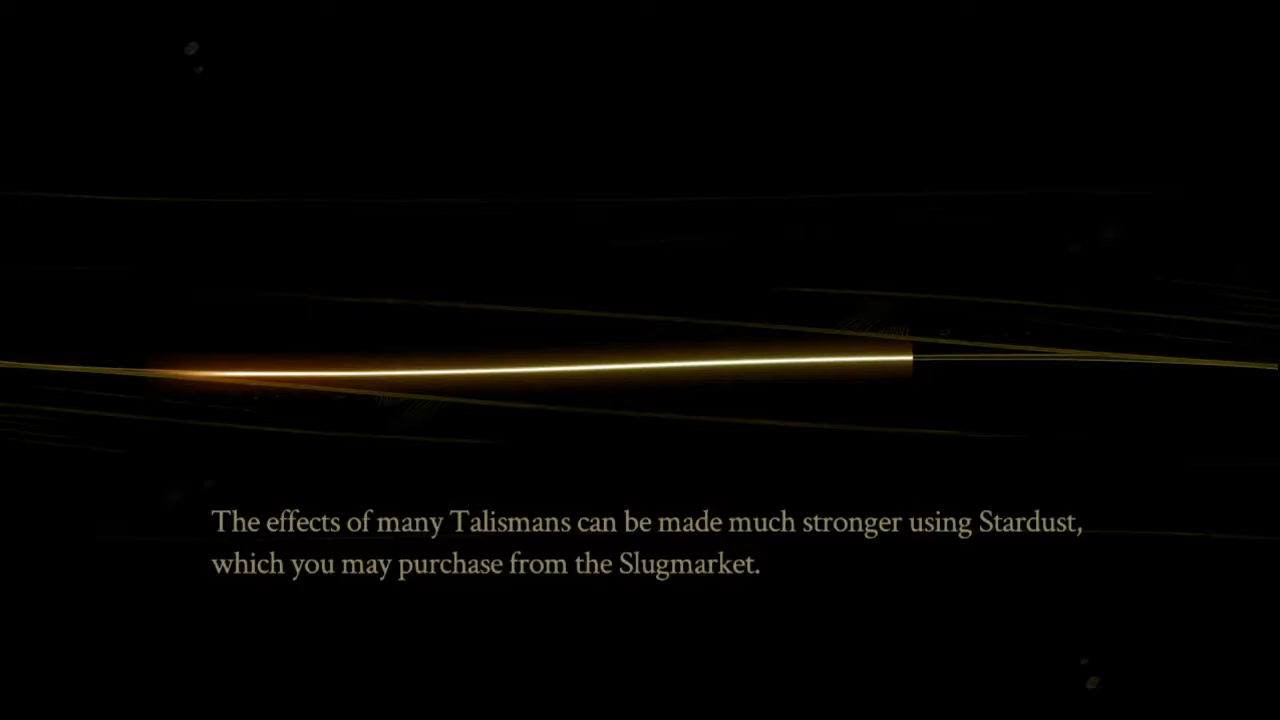 The effects of many Talismans can be made much stronger using Stardust,
which you may purchase from the Slugmarket.